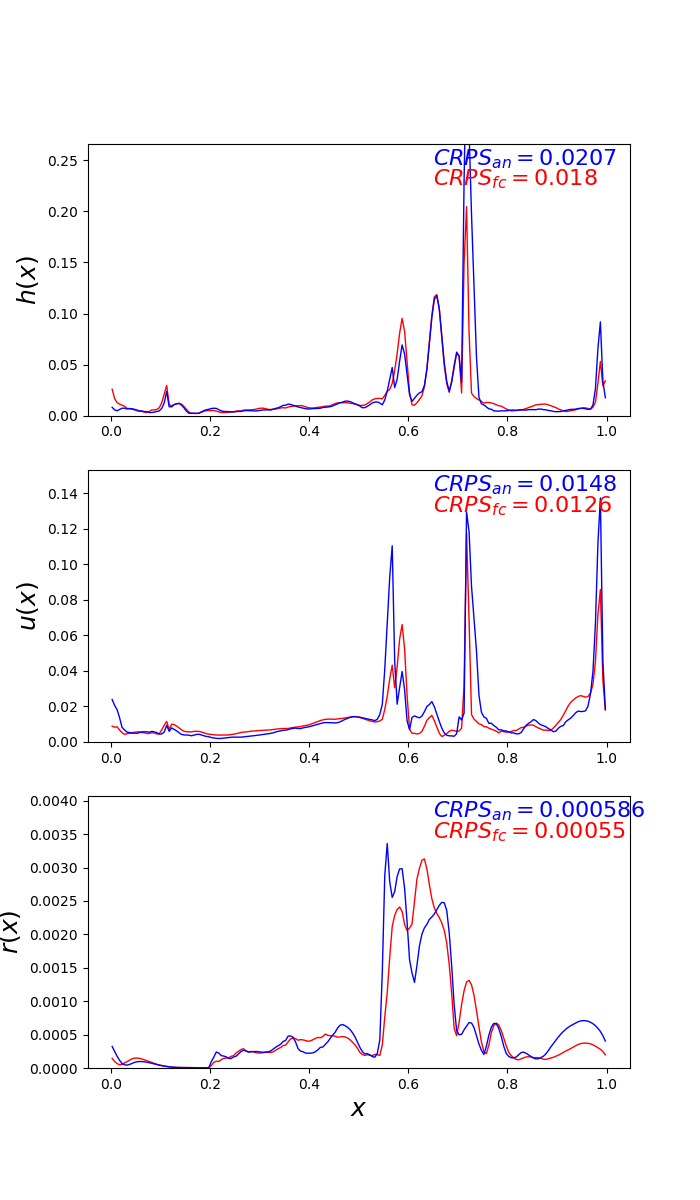 CRPS_an = 0.0207
CRPS_fc = 0.018
h(x)
0.25
0.20
0.15
0.10
0.05
0.00
0.0 0.2 0.4 0.6 0.8 1.0
CRPS_an = 0.0148
CRPS_fc = 0.0126
u(x)
0.14
0.12
0.10
0.08
0.06
0.04
0.02
0.00
0.0 0.2 0.4 0.6 0.8 1.0
CRPS_an = 0.000586
CRPS_fc = 0.00055
r(x)
0.0040
0.0035
0.0030
0.0025
0.0020
0.0015
0.0010
0.0005
0.0000
0.0 0.2 0.4 0.6 0.8 1.0
x